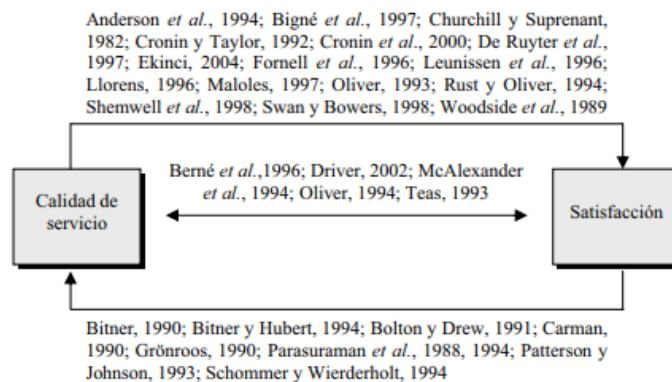 Anderson et al., 1994; Bigné et al., 1997; Churchill y Suprenant,
1982; Cronin y Taylor, 1992; Cronin et al., 2000; De Ruyter et al.,
1997; Ekinci, 2004; Fornell et al., 1996; Leunissen et al., 1996;
Llorens, 1996; Maloles, 1997; Oliver, 1993; Rust y Oliver, 1994;
Shemwell et al., 1998; Swan y Bowers, 1998; Woodside et al., 1989
Calidad de
servicio
Berné et al.,1996; Driver, 2002; McAlexander
et al., 1994; Oliver, 1994; Teas, 1993
Satisfacción
Bitner, 1990; Bitner y Hubert, 1994; Bolton y Drew, 1991; Carman,
1990; Grönroos, 1990; Parasuraman et al., 1988, 1994; Patterson y
Johnson, 1993; Schommer y Wierderholt, 1994